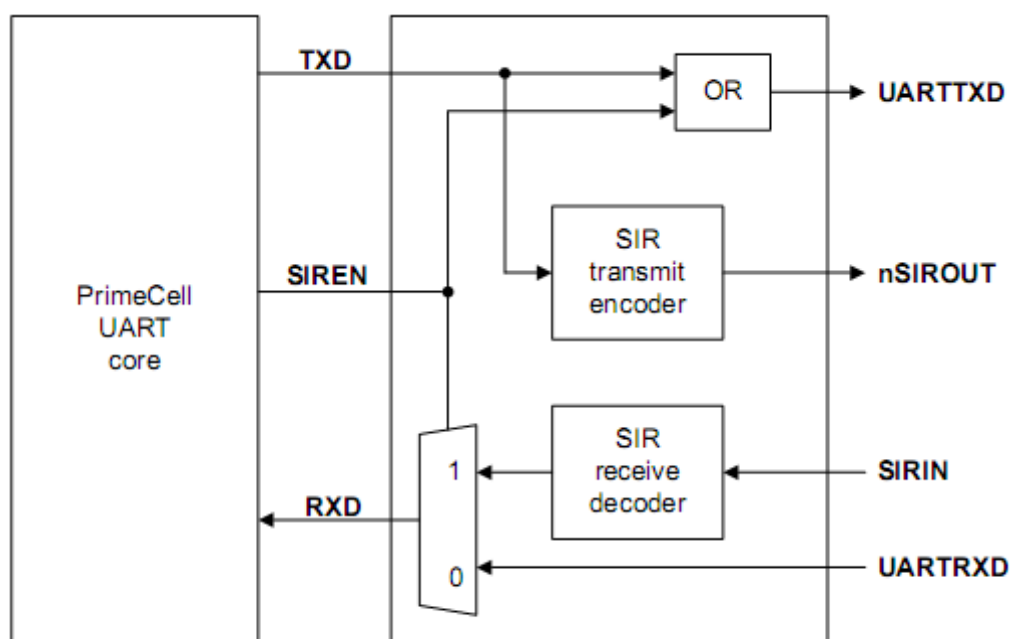 TXD
OR
UARTTXD
SIR
transmit
encoder
nSIROUT
SIREN
PrimeCell
UART
core
SIR
receive
decoder
1
SIRIN
RXD
0
UARTRXD